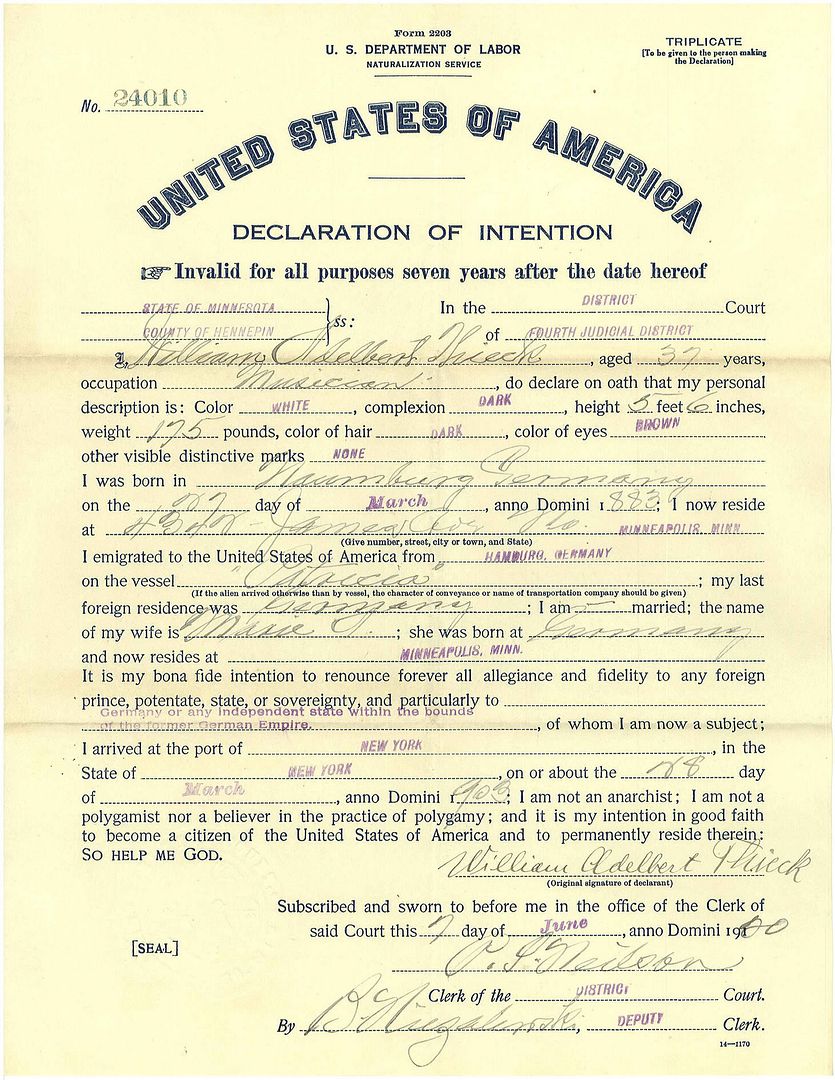 Form 2203
U. S. DEPARTMENT OF LABOR
NATURALIZATION SERVICE
TRIPLICATE
[To be given to the person making
the Declaration]
No. 24010
UNITED STATES OF AMERICA
DECLARATION OF INTENTION
☞ Invalid for all purposes seven years after the date hereof
STATE OF MINNESOTA
COUNTY OF HENNEPIN
ss:
In the DISTRICT Court
of FOURTH JUDICIAL DISTRICT
I, William Adelbert Thieck, aged 37 years,
occupation Musician, do declare on oath that my personal
description is: Color WHITE, complexion DARK, height 5 feet 6 inches,
weight 175 pounds, color of hair DARK, color of eyes BROWN
other visible distinctive marks NONE
I was born in Naumburg Germany
on the 27 day of March, anno Domini 1 883; I now reside
at 4342 - James Ave No. MINNEAPOLIS, MINN.
(Give number, street, city or town, and State)
I emigrated to the United States of America from HAMBURG, GERMANY
on the vessel "Patricia"; my last
(If the alien arrived otherwise than by vessel, the character of conveyance or name of transportation company should be given)
foreign residence was Germany; I am — married; the name
of my wife is Marie; she was born at Germany
and now resides at MINNEAPOLIS, MINN.
It is my bona fide intention to renounce forever all allegiance and fidelity to any foreign
prince, potentate, state, or sovereignty, and particularly to
Germany or any independent state within the bounds
of the former German Empire., of whom I am now a subject;
I arrived at the port of NEW YORK, in the
State of NEW YORK, on or about the 28 day
of March, anno Domini 1 903; I am not an anarchist; I am not a
polygamist nor a believer in the practice of polygamy; and it is my intention in good faith
to become a citizen of the United States of America and to permanently reside therein:
SO HELP ME GOD.
William Adelbert Thieck
(Original signature of declarant)
Subscribed and sworn to before me in the office of the Clerk of
said Court this 7 day of June, anno Domini 19
[SEAL]
P. S. Neilson
Clerk of the DISTRICT Court.
By DEPUTY Clerk.
14—1170